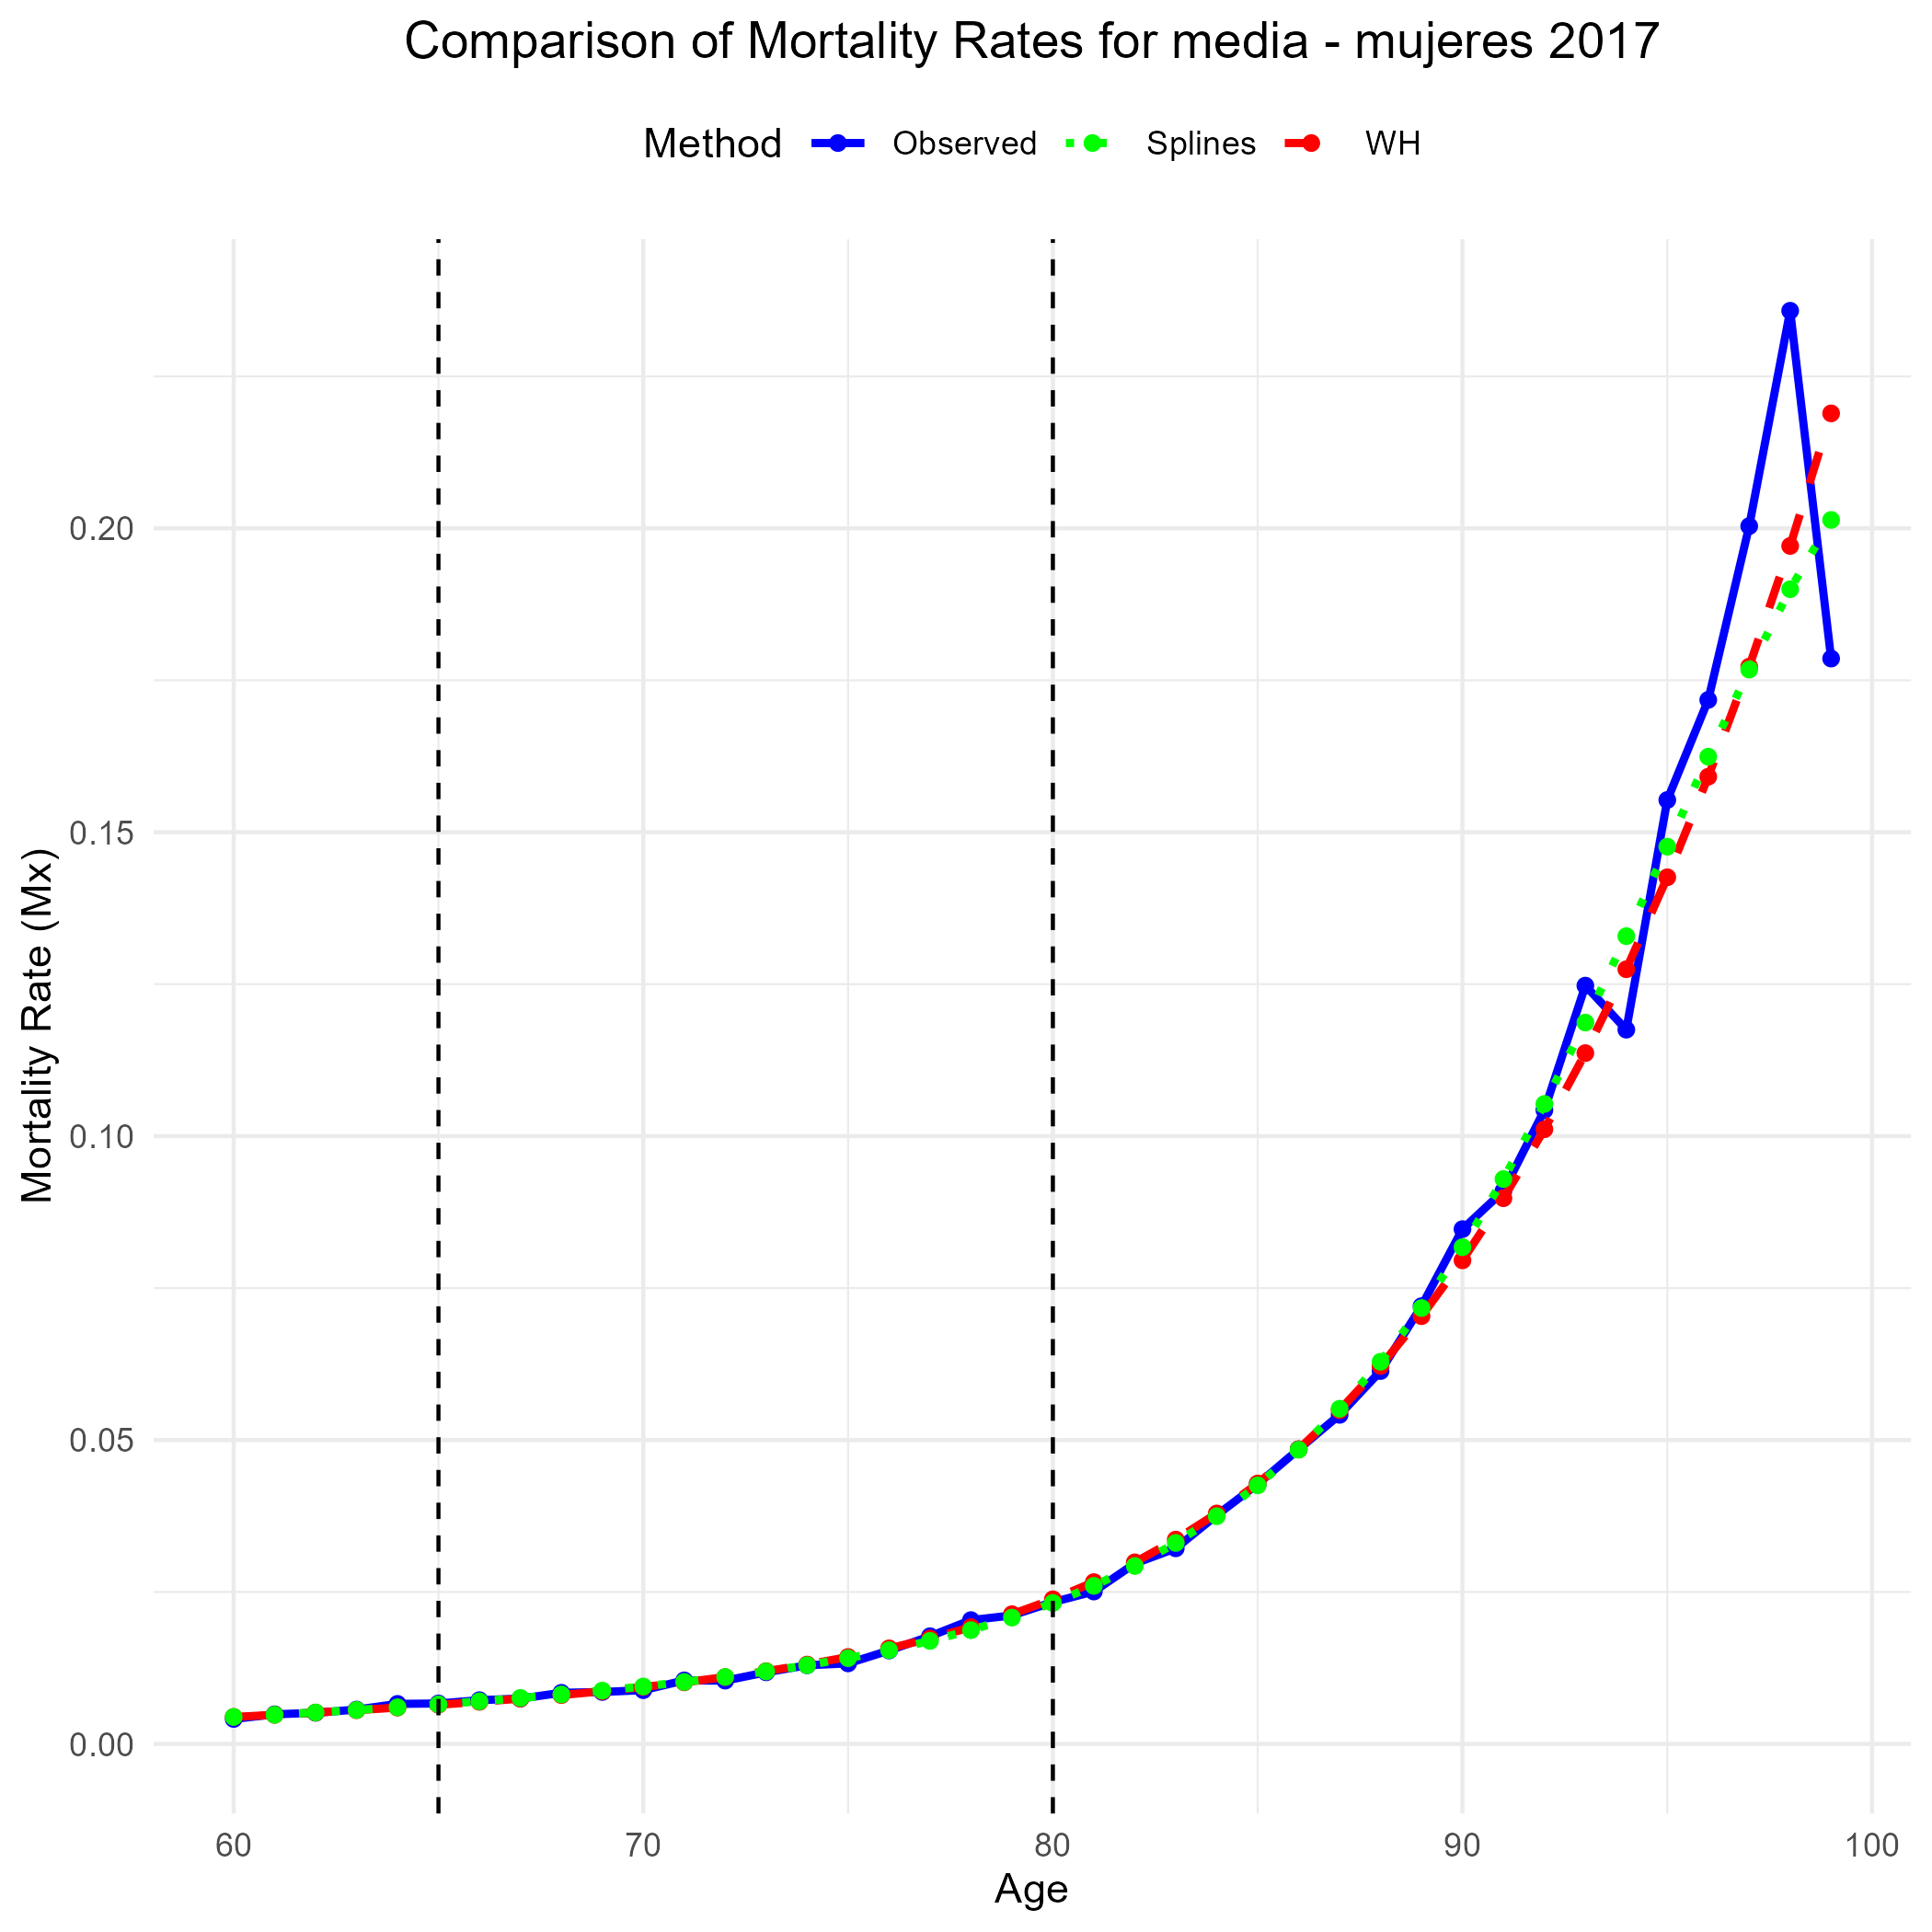 Comparison of Mortality Rates for media - mujeres 2017
Method Observed Splines WH
Mortality Rate (Mx)
0.20
0.15
0.10
0.05
0.00
60 70 80 90 100
Age